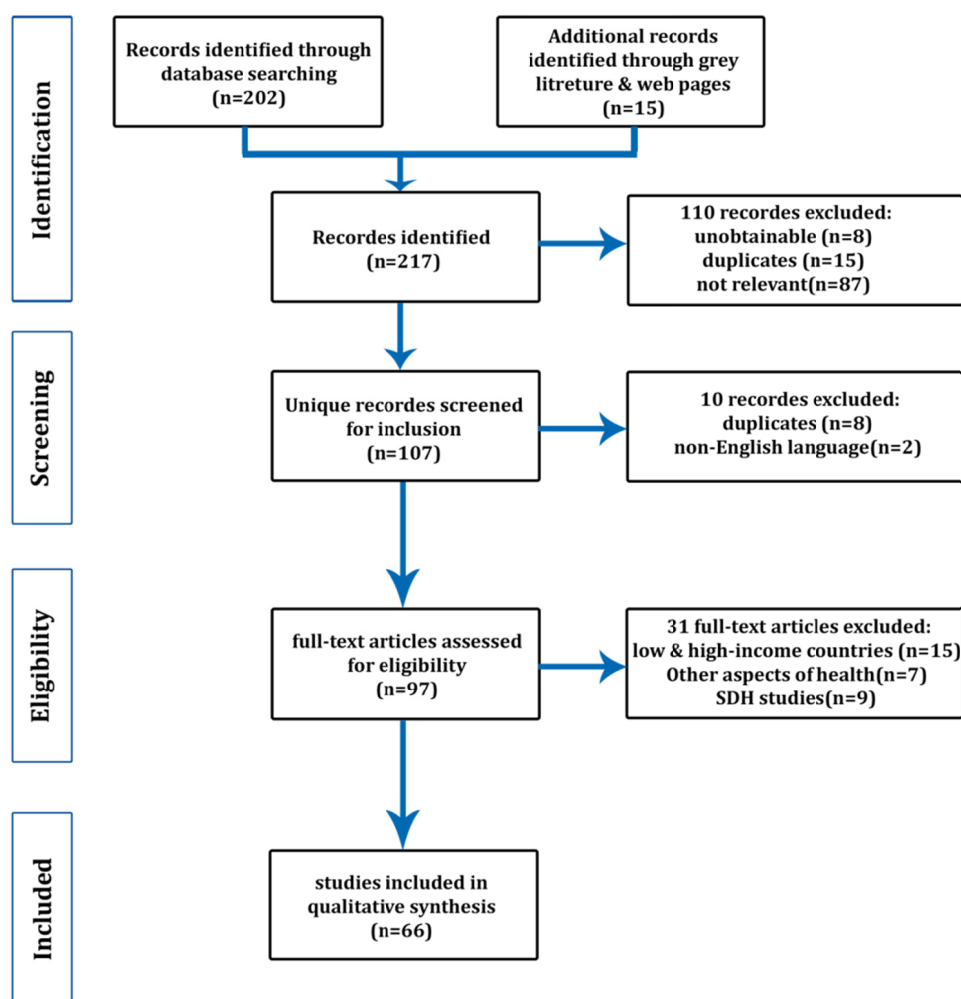 Identification
Records identified through
database searching
(n=202)
Additional records
identified through grey
litreture & web pages
(n=15)
Recordes identified
(n=217)
110 recordes excluded:
unobtainable (n=8)
duplicates (n=15)
not relevant(n=87)
Screening
Unique recordes screened
for inclusion
(n=107)
10 recordes excluded:
duplicates (n=8)
non-English language(n=2)
Eligibility
full-text articles assessed
for eligibility
(n=97)
31 full-text articles excluded:
low & high-income countries (n=15)
Other aspects of health(n=7)
SDH studies(n=9)
Included
studies included in
qualitative synthesis
(n=66)